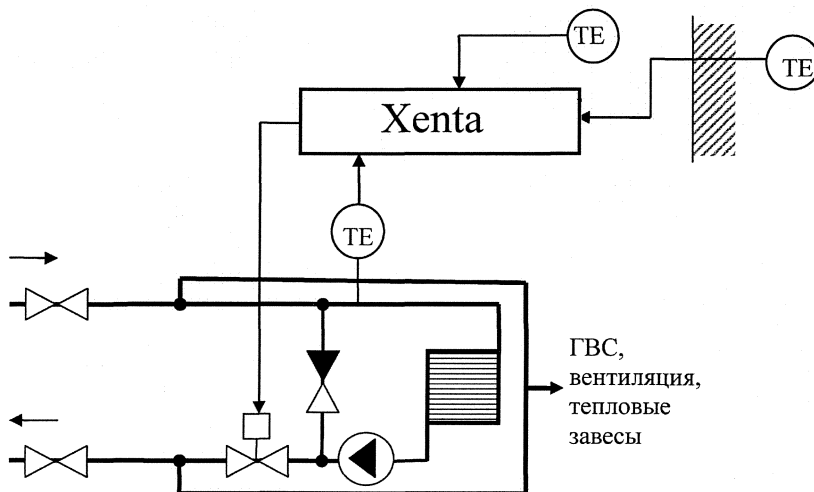 TE
TE
Xenta
TE
ГВС,
вентиляция,
тепловые
завесы